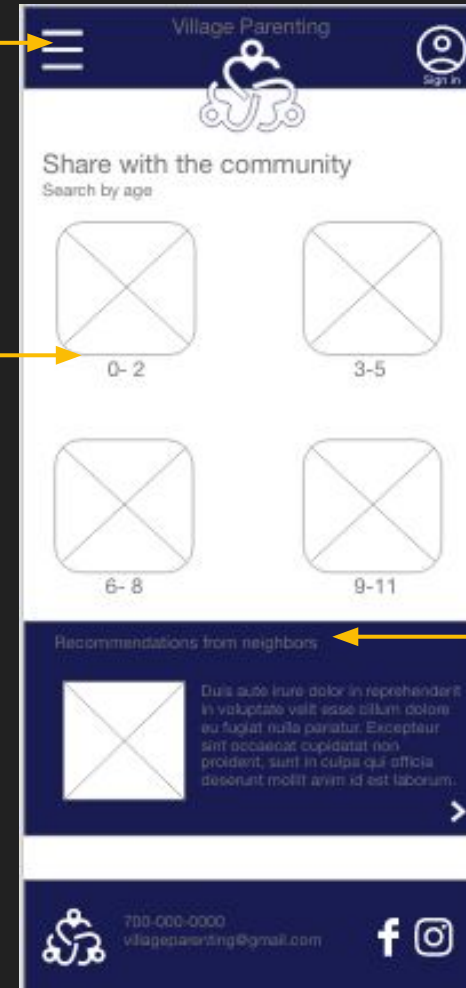 Village Parenting
Sign in
Share with the community
Search by age
0- 2
3-5
6- 8
9-11
Recommendations from neighbors
Duis aute irure dolor in reprehenderit
in voluptate velit esse cillum dolore
eu fugiat nulla pariatur. Excepteur
sint occaecat cupidatat non
proident, sunt in culpa qui officia
deserunt mollit anim id est laborum.
700-000-0000
villageparenting@gmail.com